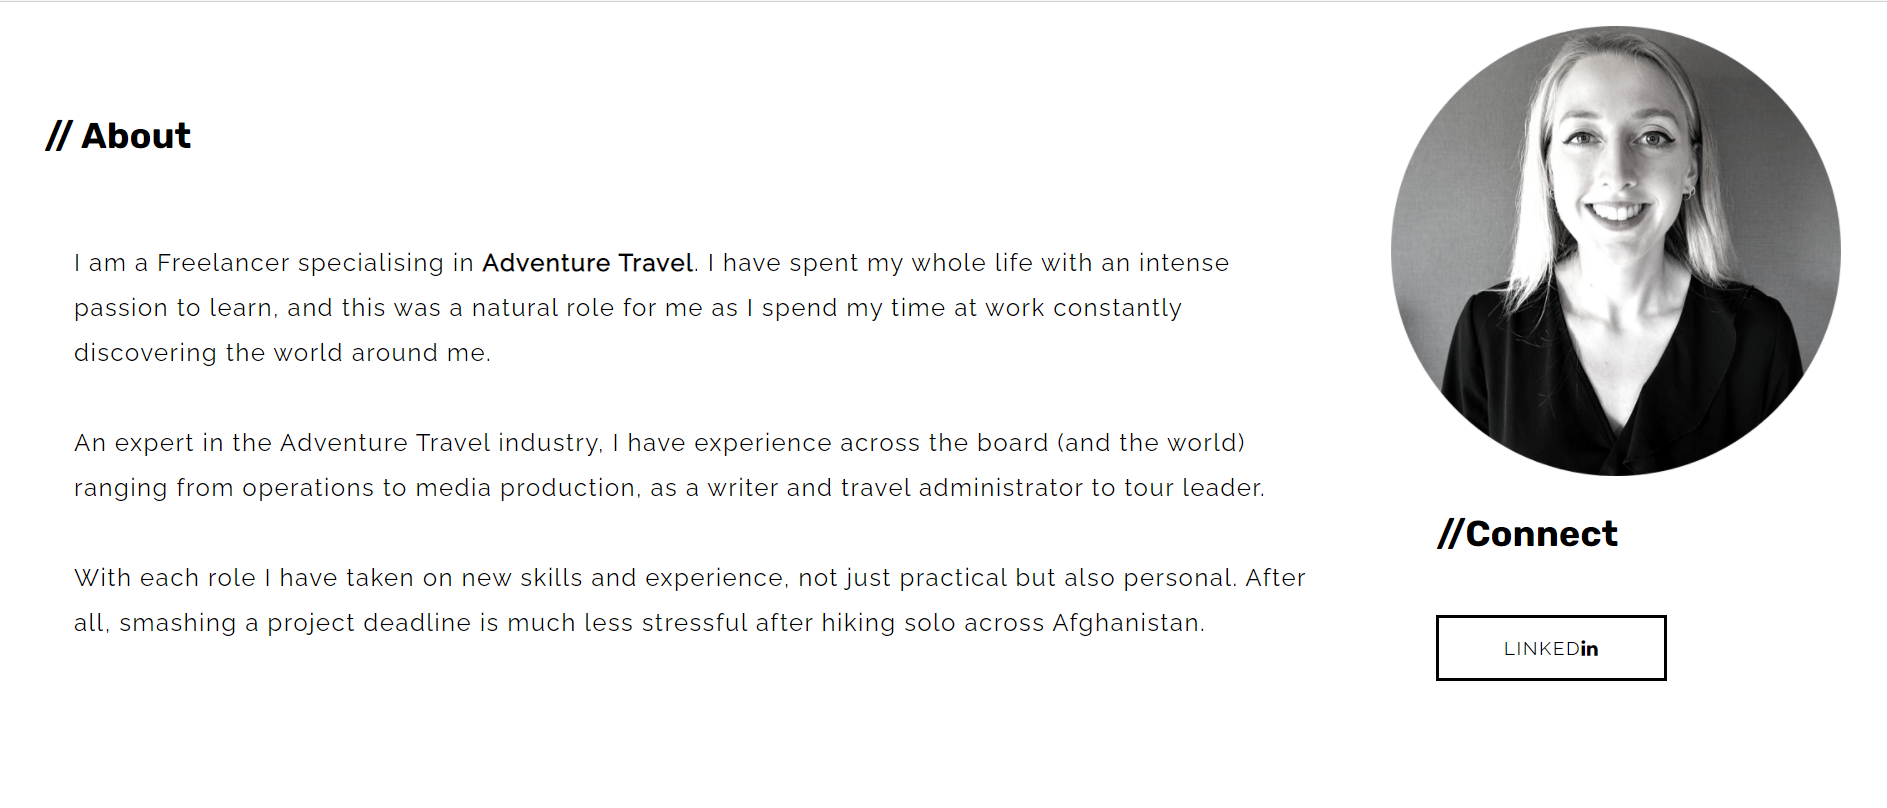 // About
I am a Freelancer specialising in Adventure Travel. I have spent my whole life with an intense
passion to learn, and this was a natural role for me as I spend my time at work constantly
discovering the world around me.
An expert in the Adventure Travel industry, I have experience across the board (and the world)
ranging from operations to media production, as a writer and travel administrator to tour leader.
With each role I have taken on new skills and experience, not just practical but also personal. After
all, smashing a project deadline is much less stressful after hiking solo across Afghanistan.
//Connect
LINKEDin